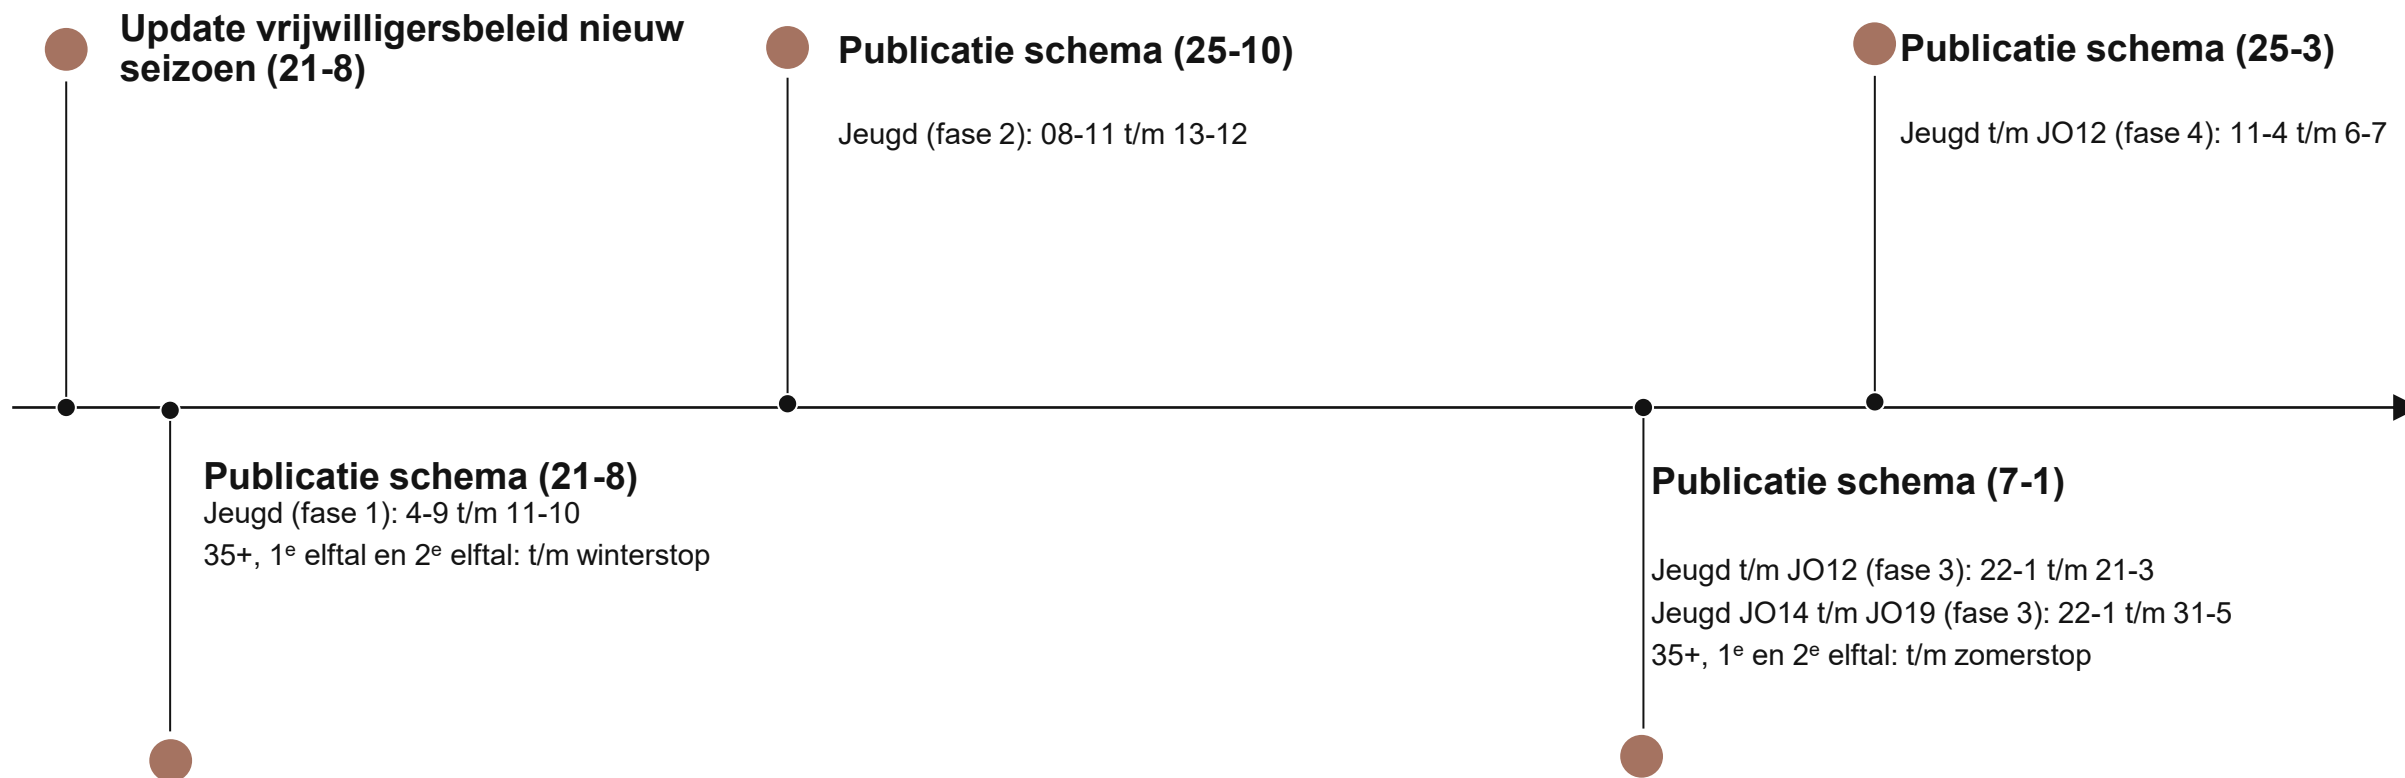 Update vrijwilligersbeleid nieuw
seizoen (21-8)
Publicatie schema (25-10)
Jeugd (fase 2): 08-11 t/m 13-12
Publicatie schema (25-3)
Jeugd t/m JO12 (fase 4): 11-4 t/m 6-7
Publicatie schema (21-8)
Jeugd (fase 1): 4-9 t/m 11-10
35+, 1ᵉ elftal en 2ᵉ elftal: t/m winterstop
Publicatie schema (7-1)
Jeugd t/m JO12 (fase 3): 22-1 t/m 21-3
Jeugd JO14 t/m JO19 (fase 3): 22-1 t/m 31-5
35+, 1ᵉ en 2ᵉ elftal: t/m zomerstop